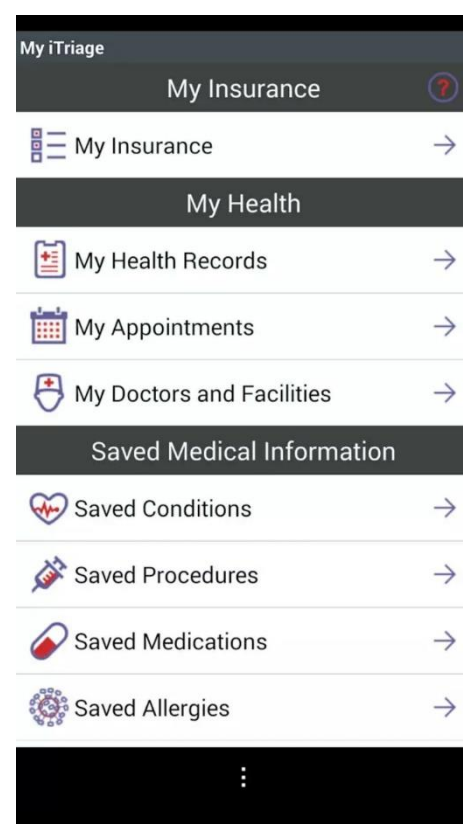 My iTriage
My Insurance ?
My Insurance
My Health
My Health Records
My Appointments
My Doctors and Facilities
Saved Medical Information
Saved Conditions
Saved Procedures
Saved Medications
Saved Allergies